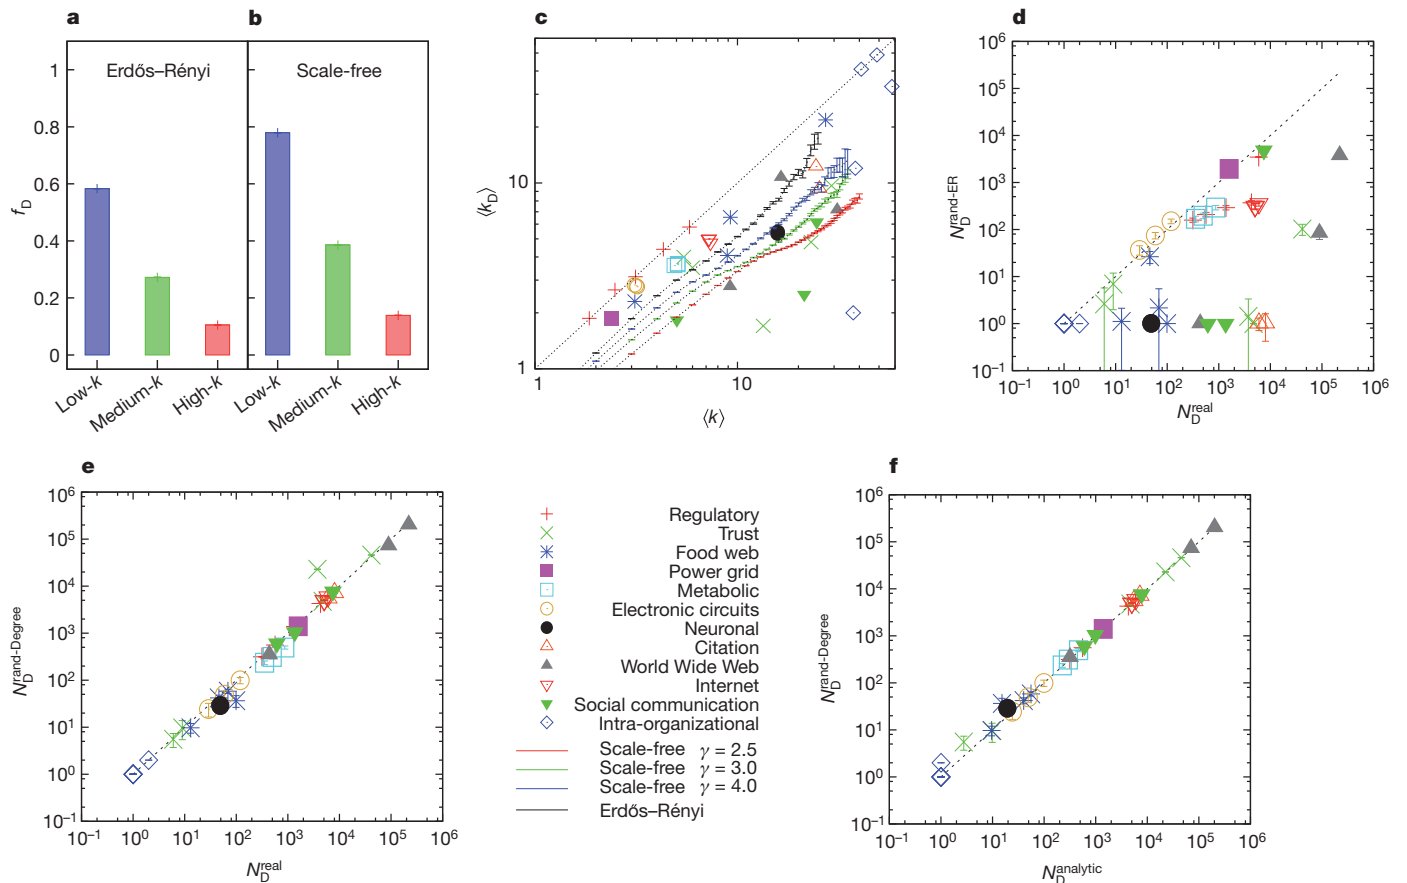 a
b
c
d
Erdős–Rényi
Scale-free
f_D
1
0.8
0.6
0.4
0.2
0
Low-k
Medium-k
High-k
Low-k
Medium-k
High-k
⟨k_D⟩
10
1
1
10
⟨k⟩
N_D^rand-ER
10^6
10^5
10^4
10^3
10^2
10^1
10^0
10^−1
10^−1
10^0
10^1
10^2
10^3
10^4
10^5
10^6
N_D^real
e
N_D^rand-Degree
10^6
10^5
10^4
10^3
10^2
10^1
10^0
10^−1
10^−1
10^0
10^1
10^2
10^3
10^4
10^5
10^6
N_D^real
Regulatory
Trust
Food web
Power grid
Metabolic
Electronic circuits
Neuronal
Citation
World Wide Web
Internet
Social communication
Intra-organizational
Scale-free γ = 2.5
Scale-free γ = 3.0
Scale-free γ = 4.0
Erdős–Rényi
f
N_D^rand-Degree
10^6
10^5
10^4
10^3
10^2
10^1
10^0
10^−1
10^−1
10^0
10^1
10^2
10^3
10^4
10^5
10^6
N_D^analytic